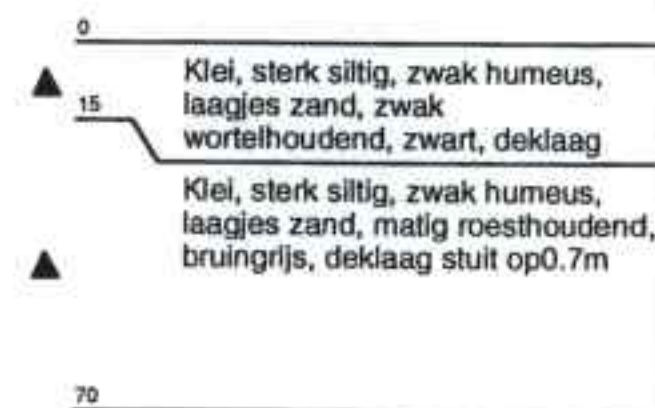 0
Klei, sterk siltig, zwak humeus,
laagjes zand, zwak
15
wortelhoudend, zwart, deklaag
Klei, sterk siltig, zwak humeus,
laagjes zand, matig roesthoudend,
bruingrijs, deklaag stuit op0.7m
70